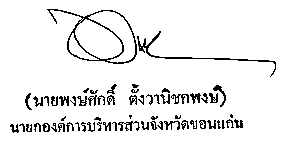 (นายพงษ์ศักดิ์ ตั้งวานิชกพงษ์)
นายกองค์การบริหารส่วนจังหวัดขอนแก่น